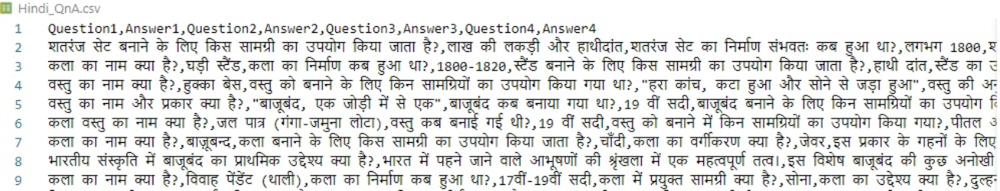 Hindi_QnA.csv
1 Question1,Answer1,Question2,Answer2,Question3,Answer3,Question4,Answer4
2 शतरंज सेट बनाने के लिए किस सामग्री का उपयोग किया जाता है?,लाख की लकड़ी और हाथीदांत,शतरंज सेट का निर्माण संभवतः कब हुआ था?,लगभग 1800,
3 कला का नाम क्या है?,घड़ी स्टैंड,कला का निर्माण कब हुआ था?,1800-1820,स्टैंड बनाने के लिए किस सामग्री का उपयोग किया जाता है?,हाथी दांत,स्टैंड का
4 वस्तु का नाम क्या है?,हुक्का बेस,वस्तु को बनाने के लिए किन सामग्रियों का उपयोग किया गया था?,"हरा कांच, कटा हुआ और सोने से जड़ा हुआ",वस्तु की
5 वस्तु का नाम और प्रकार क्या है?,"बाजूबंद, एक जोड़ी में से एक",बाजूबंद कब बनाया गया था?,19 वीं सदी,बाजूबंद बनाने के लिए किन सामग्रियों का उपयोग
6 कला वस्तु का नाम क्या है?,जल पात्र (गंगा-जमुना लोटा),वस्तु कब बनाई गई थी?,19 वीं सदी,वस्तु को बनाने में किन सामग्रियों का उपयोग किया गया?,पीतल
7 कला का नाम क्या है?,बाज़ूबन्द,कला बनाने के लिए किस सामग्री का उपयोग किया जाता है?,चाँदी,कला का वर्गीकरण क्या है?,जेवर,इस प्रकार के गहनों के लिए
8 भारतीय संस्कृति में बाजूबंद का प्राथमिक उद्देश्य क्या है?,भारत में पहने जाने वाले आभूषणों की श्रृंखला में एक महत्वपूर्ण तत्व।,इस विशेष बाजूबंद की कुछ अनोखी
9 कला का नाम क्या है?,विवाह पेंडेंट (थाली),कला का निर्माण कब हुआ था?,17वीं-19वीं सदी,कला में प्रयुक्त सामग्री क्या है?,सोना,कला का उद्देश्य क्या है?,